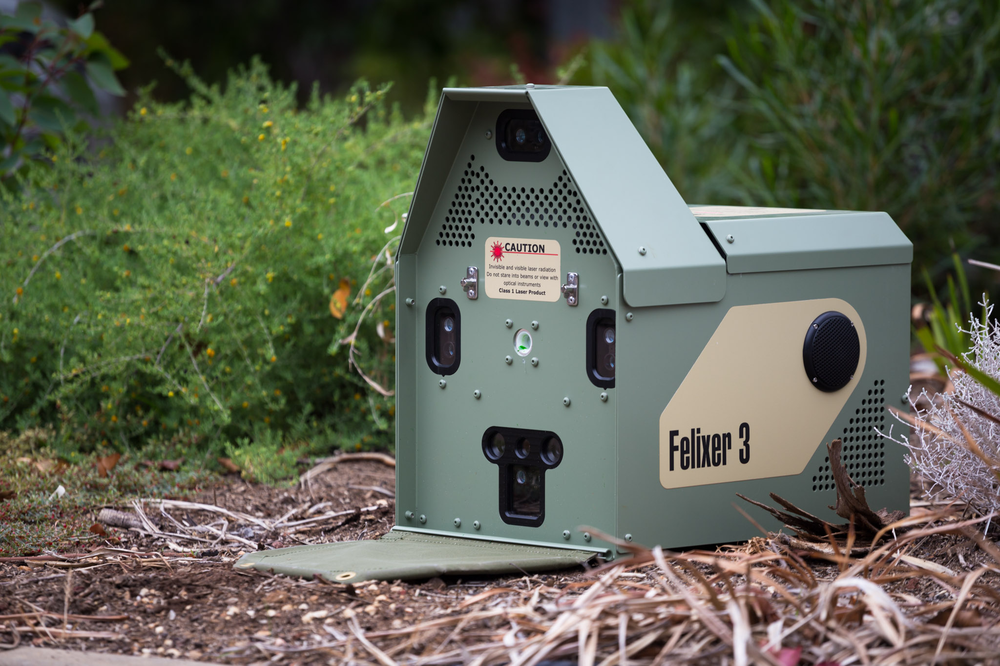 CAUTION
Invisible and visible laser radiation
Do not stare into beams or view with
optical instruments
Class 1 Laser Product
Felixer 3